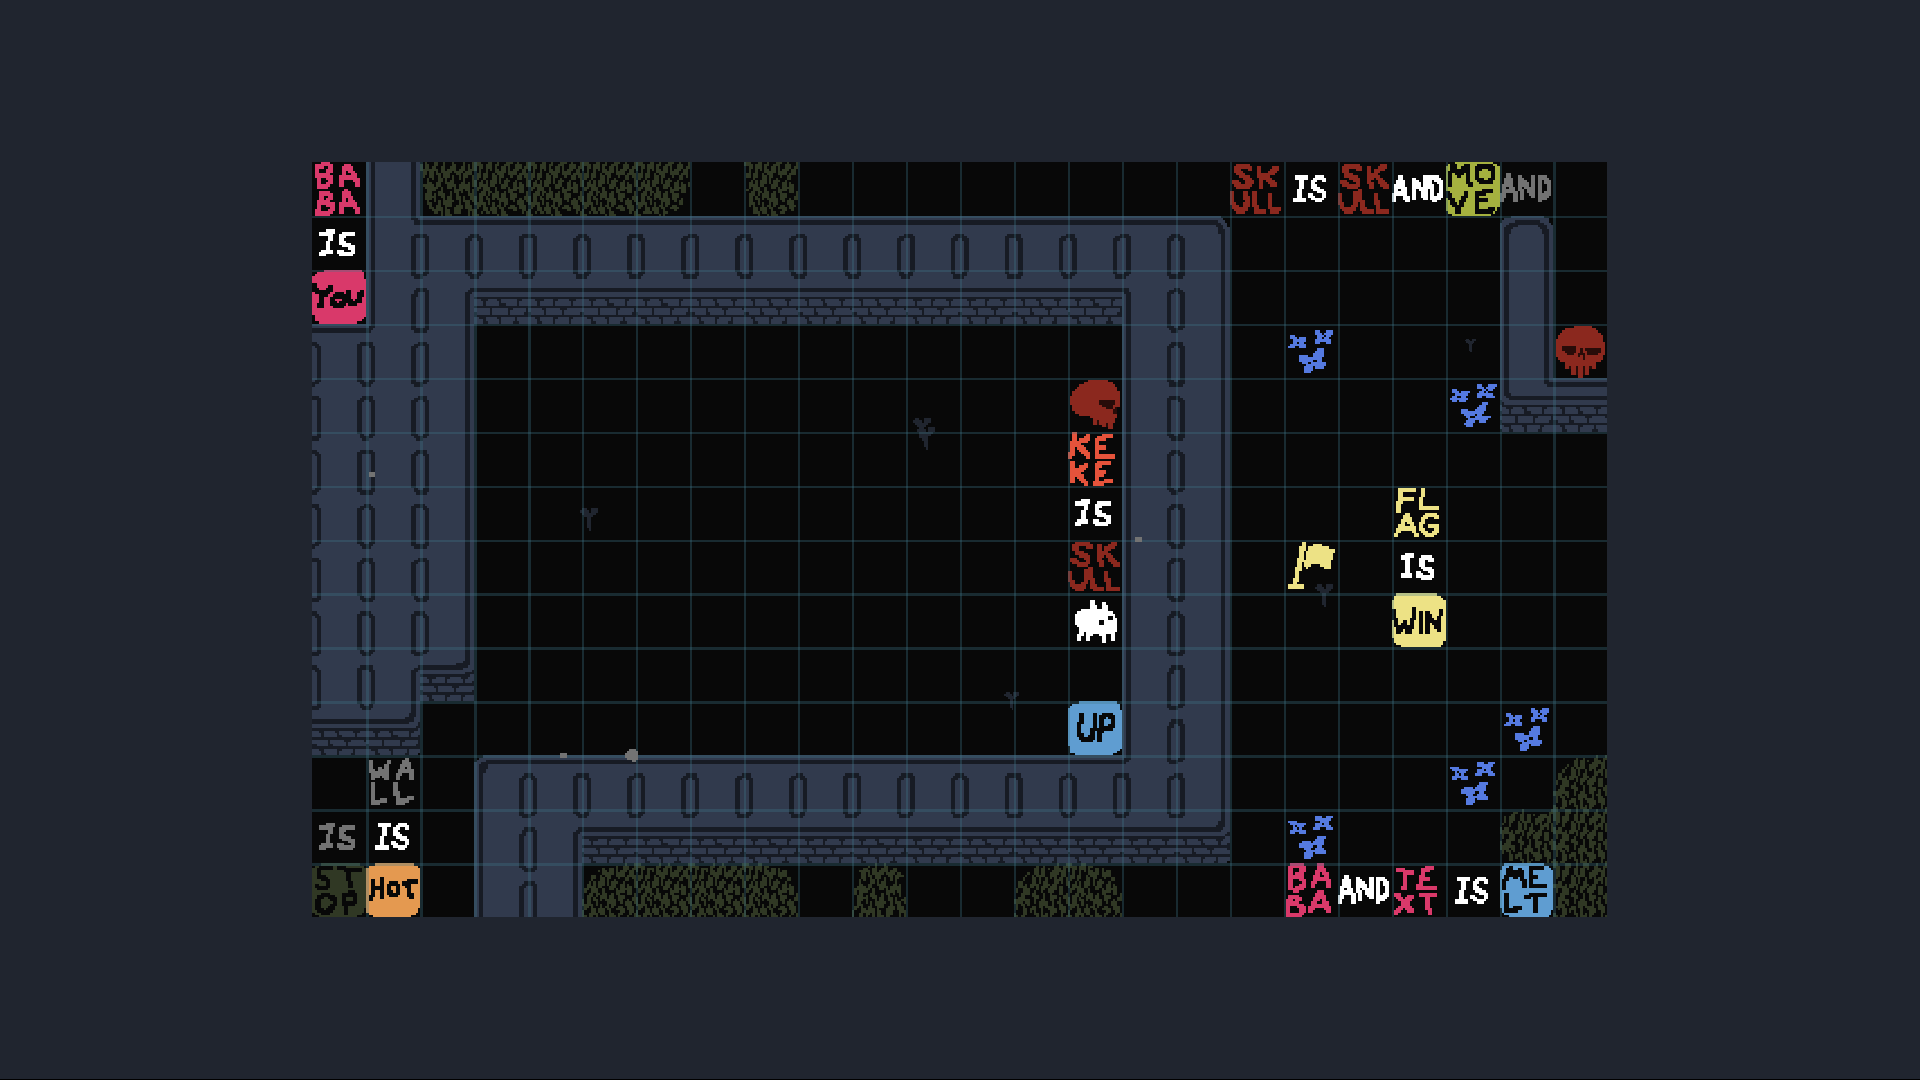 BABA
IS
YOU
SKULL IS SKULL AND MOVE AND
KEKE
IS
SKULL
UP
FLAG
IS
WIN
WALL
IS IS
STOP HOT
BABA AND TEXT IS MELT